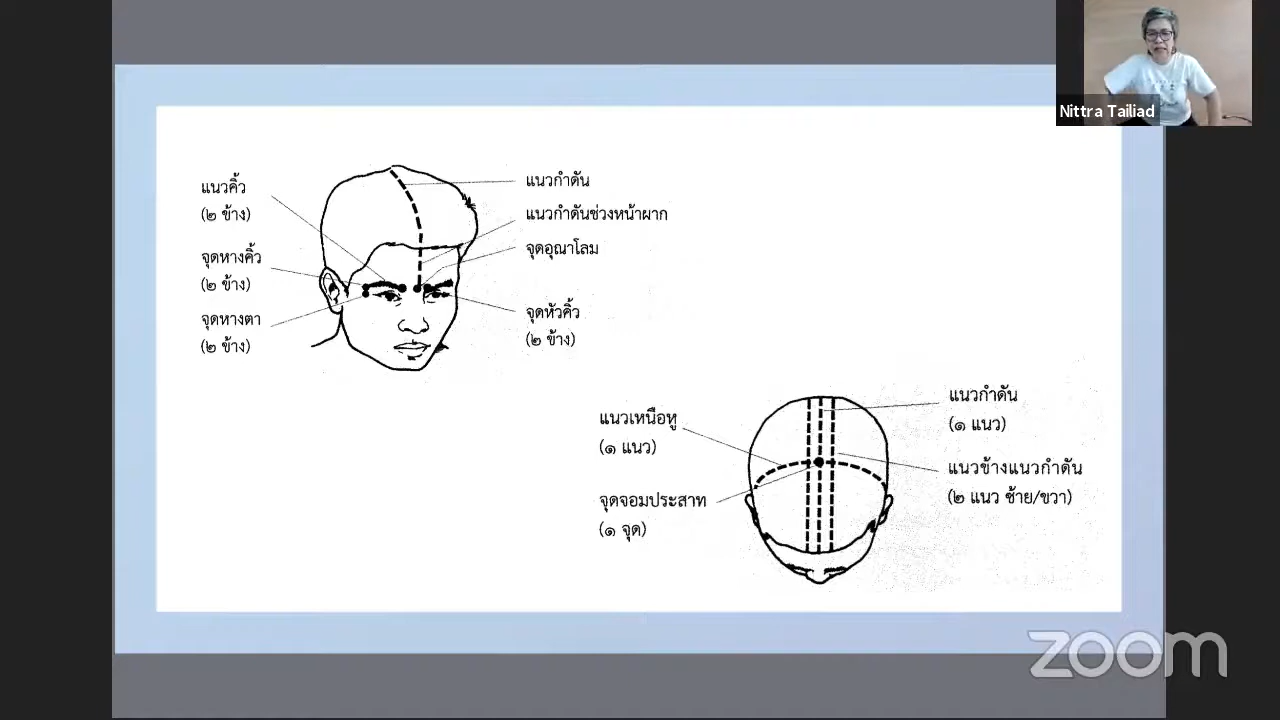 Nittra Tailiad
แนวคิ้ว
(๒ ข้าง)
จุดหางคิ้ว
(๒ ข้าง)
จุดหางตา
(๒ ข้าง)
แนวกำดัน
แนวกำดันช่วงหน้าผาก
จุดอุณาโลม
จุดหัวคิ้ว
(๒ ข้าง)
แนวเหนือหู
(๑ แนว)
จุดจอมประสาท
(๑ จุด)
แนวกำดัน
(๑ แนว)
แนวข้างแนวกำดัน
(๒ แนว ซ้าย/ขวา)
zoom